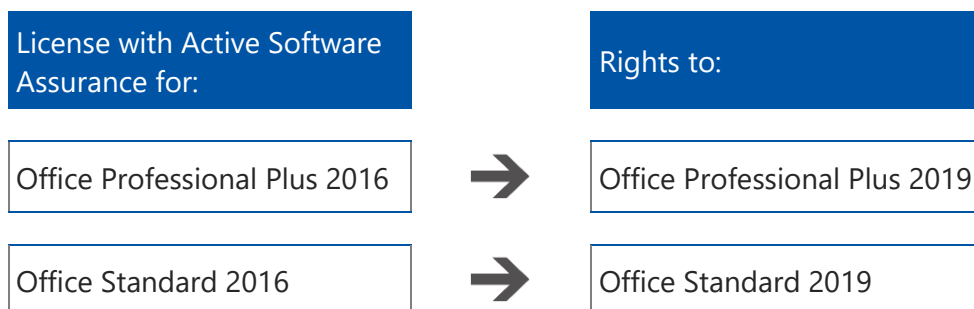 License with Active Software
Assurance for:
Rights to:
Office Professional Plus 2016
Office Professional Plus 2019
Office Standard 2016
Office Standard 2019